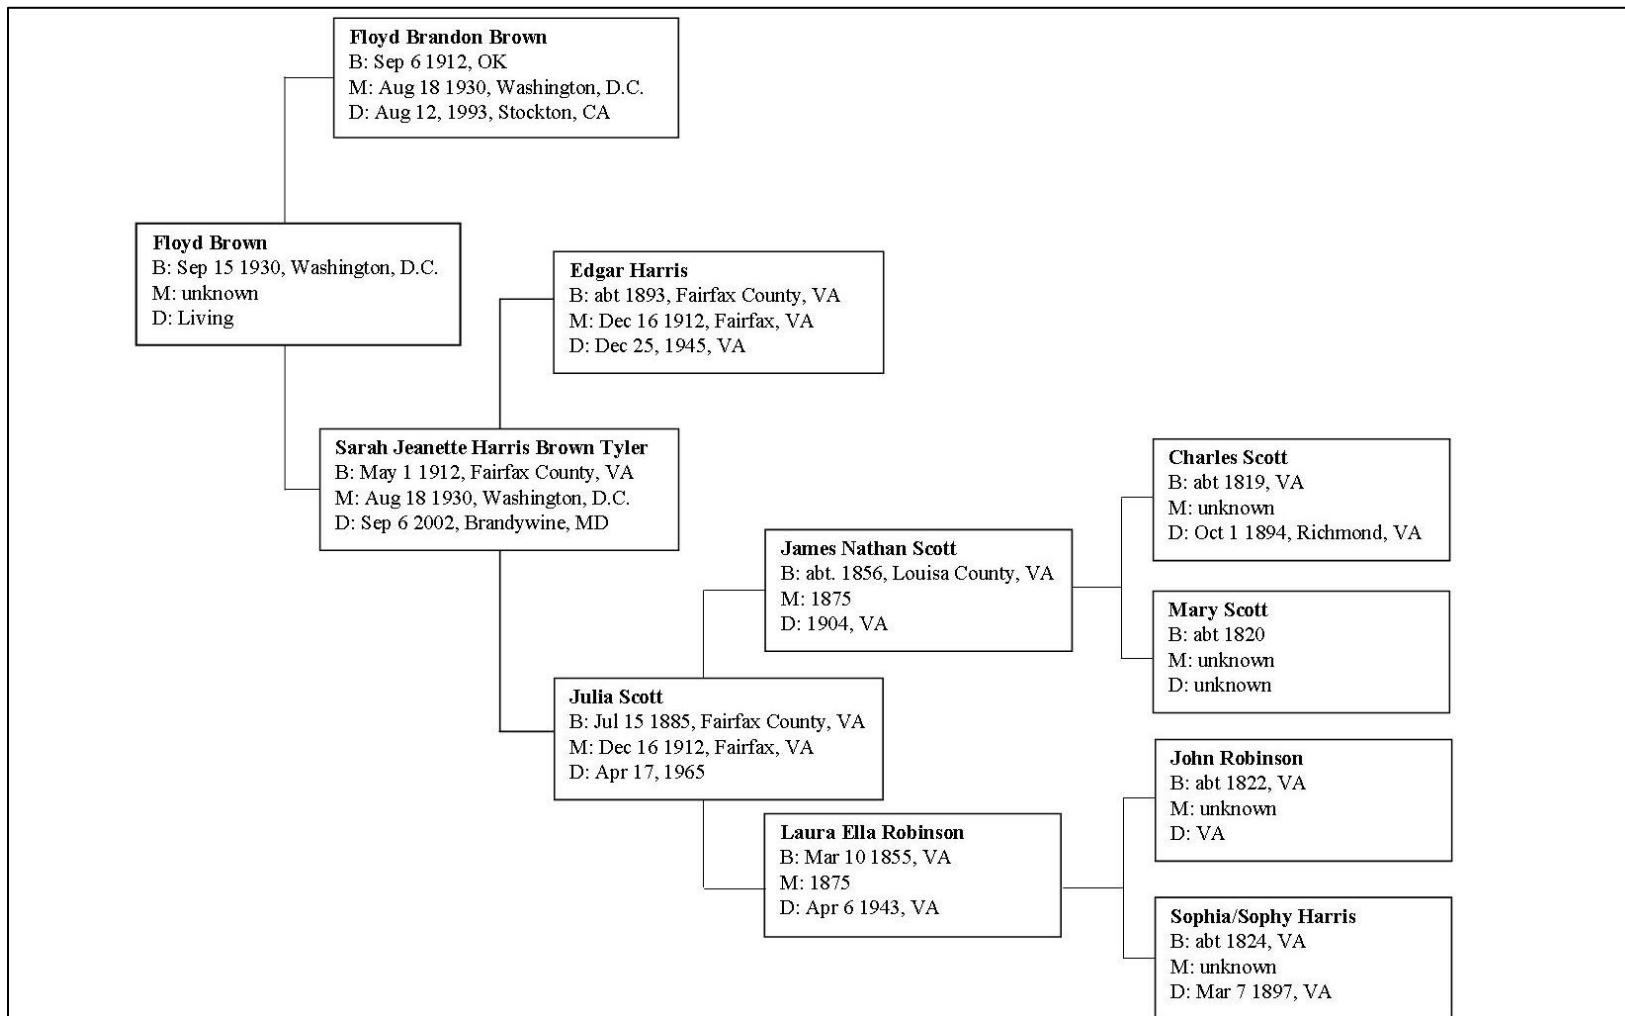 Floyd Brandon Brown
B: Sep 6 1912, OK
M: Aug 18 1930, Washington, D.C.
D: Aug 12, 1993, Stockton, CA
Floyd Brown
B: Sep 15 1930, Washington, D.C.
M: unknown
D: Living
Edgar Harris
B: abt 1893, Fairfax County, VA
M: Dec 16 1912, Fairfax, VA
D: Dec 25, 1945, VA
Sarah Jeanette Harris Brown Tyler
B: May 1 1912, Fairfax County, VA
M: Aug 18 1930, Washington, D.C.
D: Sep 6 2002, Brandywine, MD
Charles Scott
B: abt 1819, VA
M: unknown
D: Oct 1 1894, Richmond, VA
James Nathan Scott
B: abt. 1856, Louisa County, VA
M: 1875
D: 1904, VA
Mary Scott
B: abt 1820
M: unknown
D: unknown
Julia Scott
B: Jul 15 1885, Fairfax County, VA
M: Dec 16 1912, Fairfax, VA
D: Apr 17, 1965
John Robinson
B: abt 1822, VA
M: unknown
D: VA
Laura Ella Robinson
B: Mar 10 1855, VA
M: 1875
D: Apr 6 1943, VA
Sophia/Sophy Harris
B: abt 1824, VA
M: unknown
D: Mar 7 1897, VA